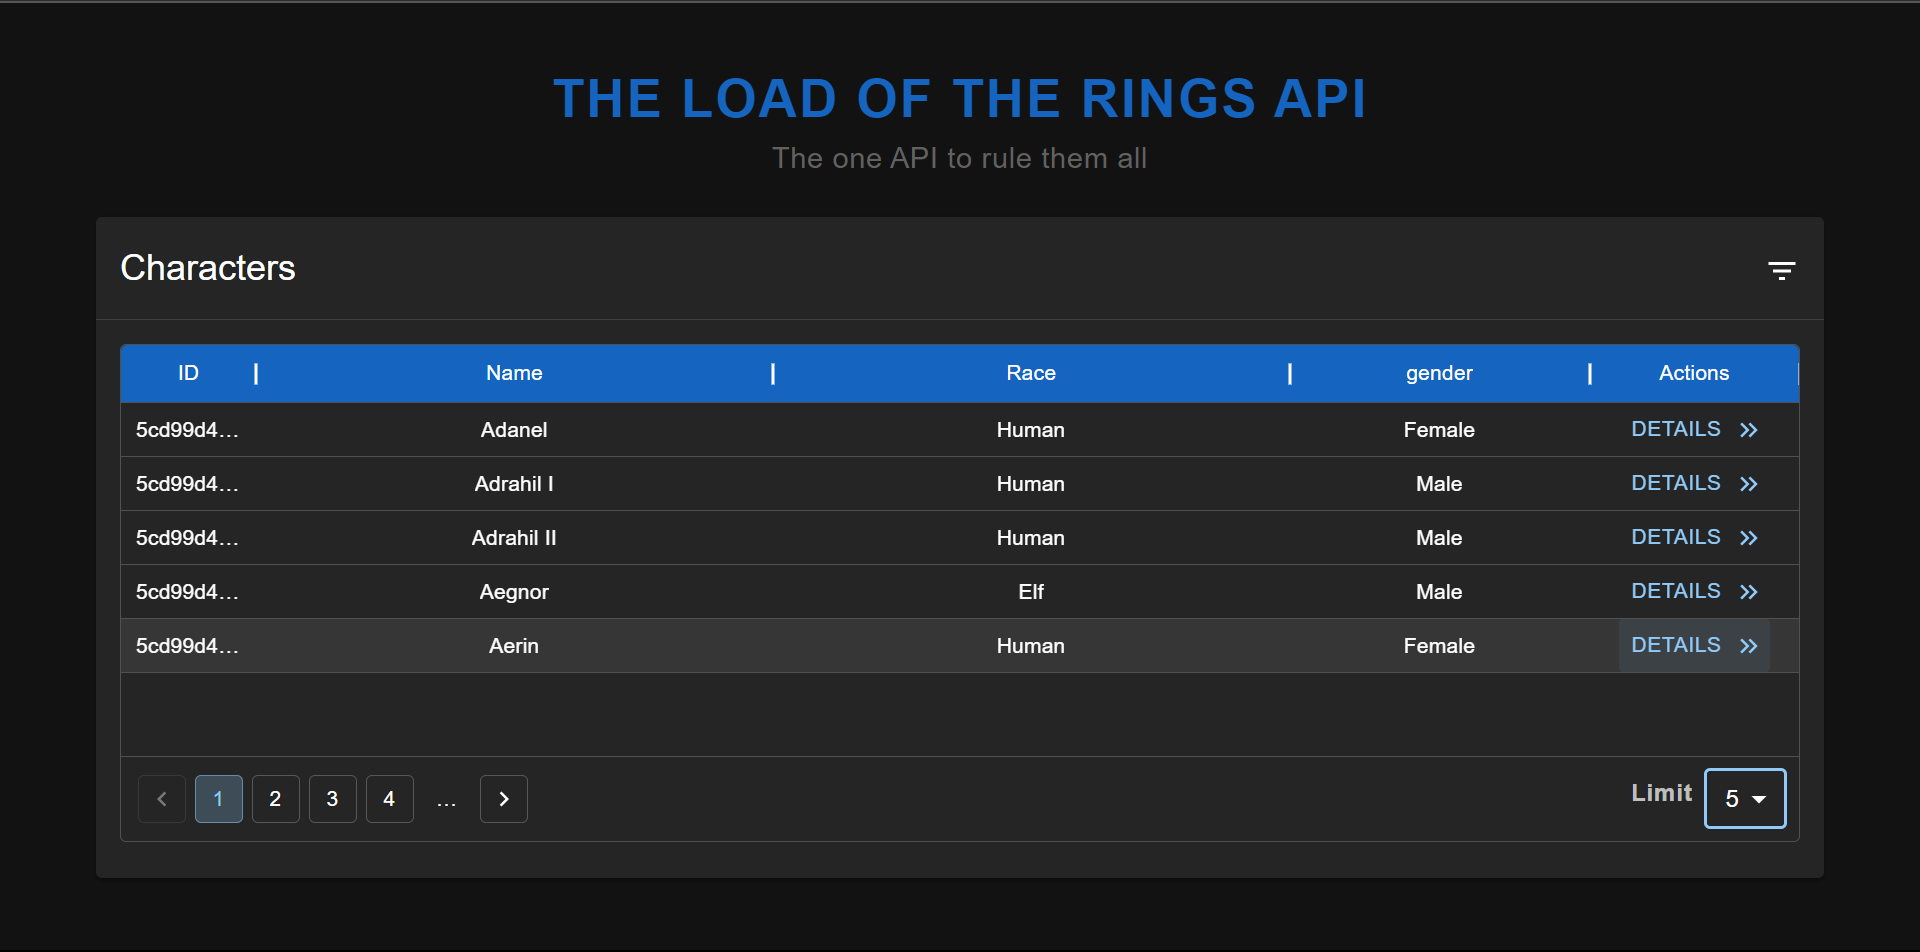 THE LOAD OF THE RINGS API
The one API to rule them all
Characters
ID Name Race gender Actions
5cd99d4... Adanel Human Female DETAILS
5cd99d4... Adrahil I Human Male DETAILS
5cd99d4... Adrahil II Human Male DETAILS
5cd99d4... Aegnor Elf Male DETAILS
5cd99d4... Aerin Human Female DETAILS
1 2 3 4 ... Limit 5